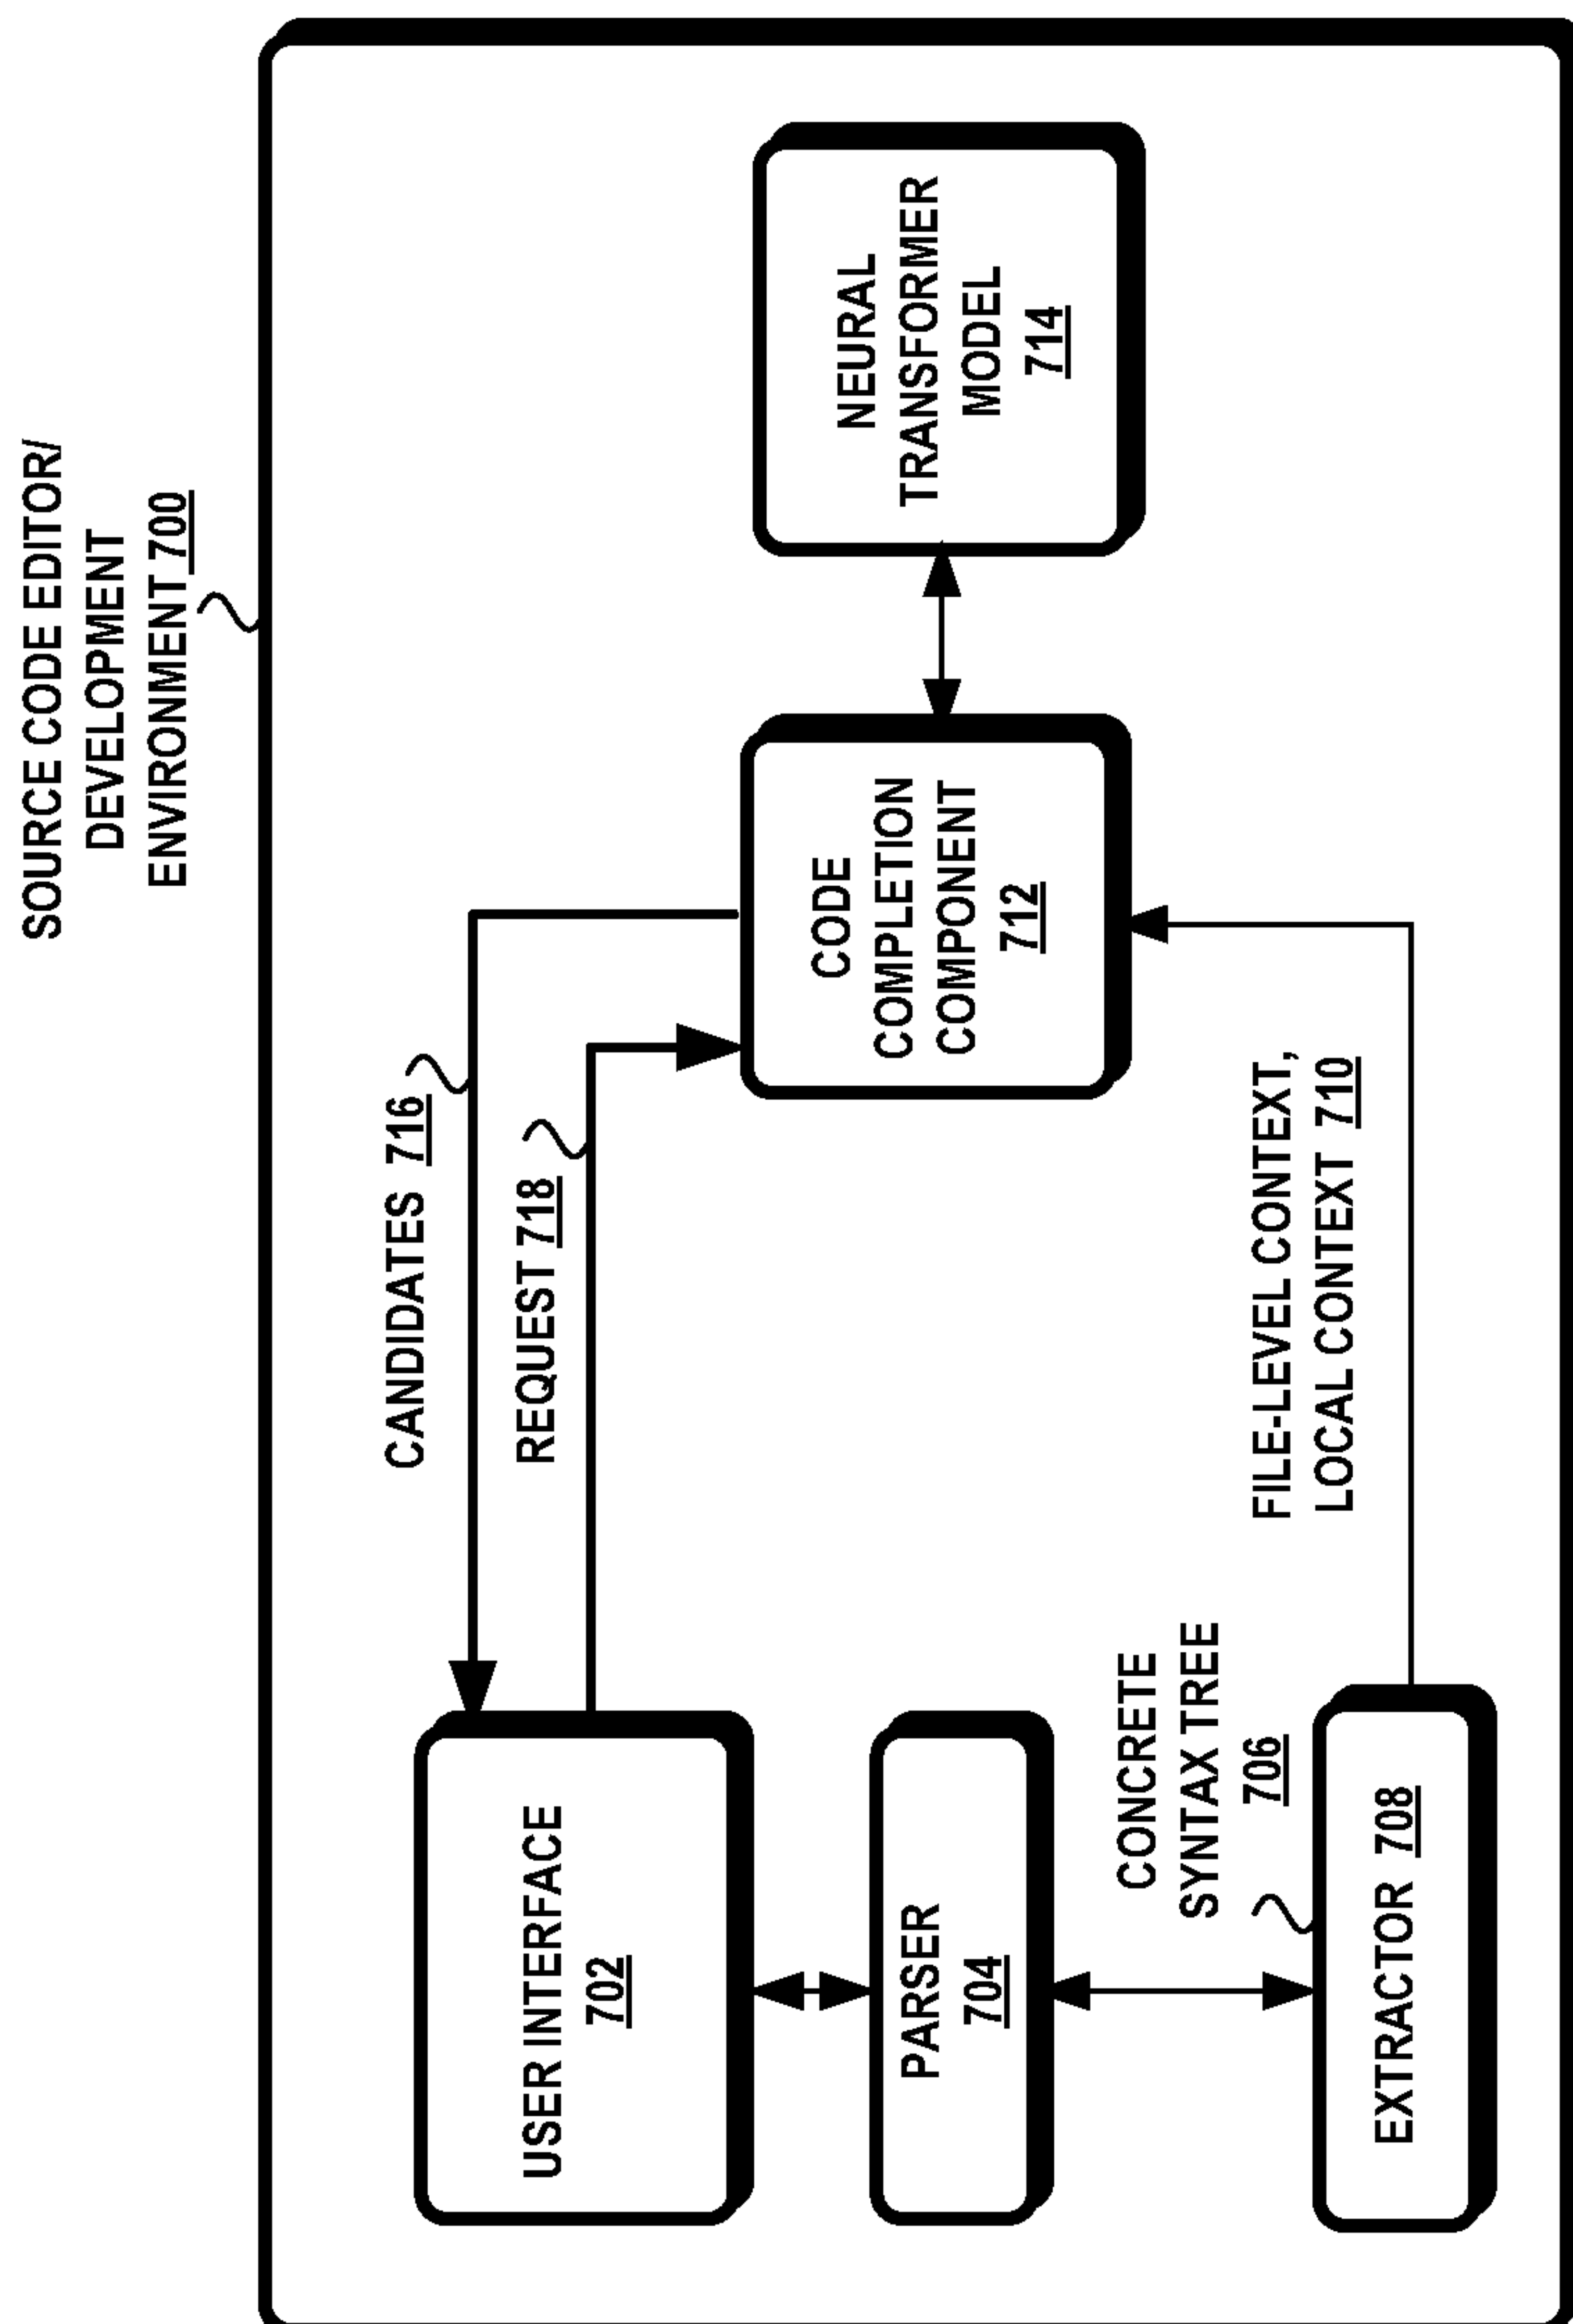 SOURCE CODE EDITOR/
DEVELOPMENT
ENVIRONMENT 700
CANDIDATES 716
REQUEST 718
USER INTERFACE
702
CODE
COMPLETION
COMPONENT
712
NEURAL
TRANSFORMER
MODEL
714
PARSER
704
CONCRETE
SYNTAX TREE
706
FILE-LEVEL CONTEXT,
LOCAL CONTEXT 710
EXTRACTOR 708